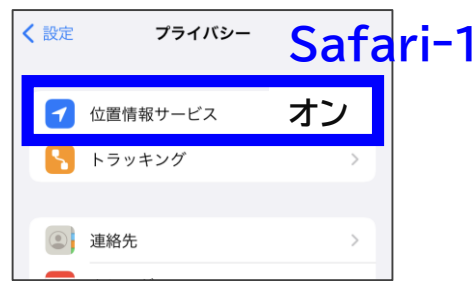 設定
プライバシー
Safari-1
位置情報サービス
オン
トラッキング
連絡先